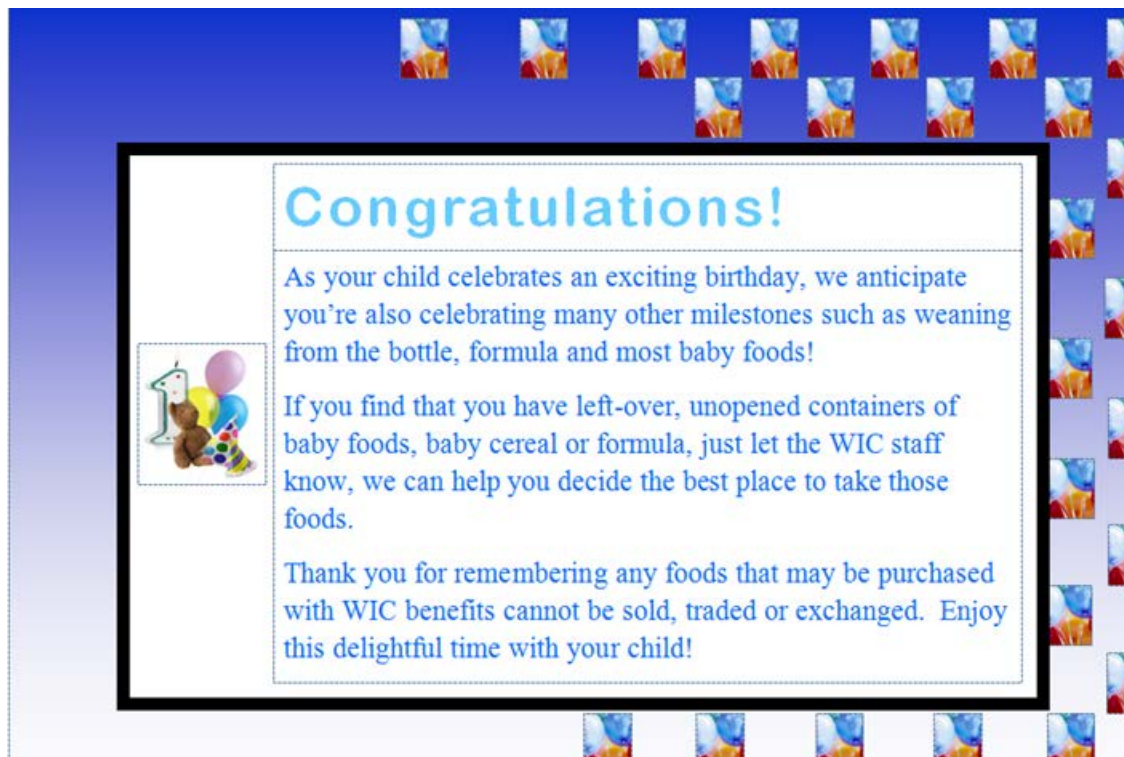 Congratulations!
As your child celebrates an exciting birthday, we anticipate
you’re also celebrating many other milestones such as weaning
from the bottle, formula and most baby foods!
If you find that you have left-over, unopened containers of
baby foods, baby cereal or formula, just let the WIC staff
know, we can help you decide the best place to take those
foods.
Thank you for remembering any foods that may be purchased
with WIC benefits cannot be sold, traded or exchanged.  Enjoy
this delightful time with your child!